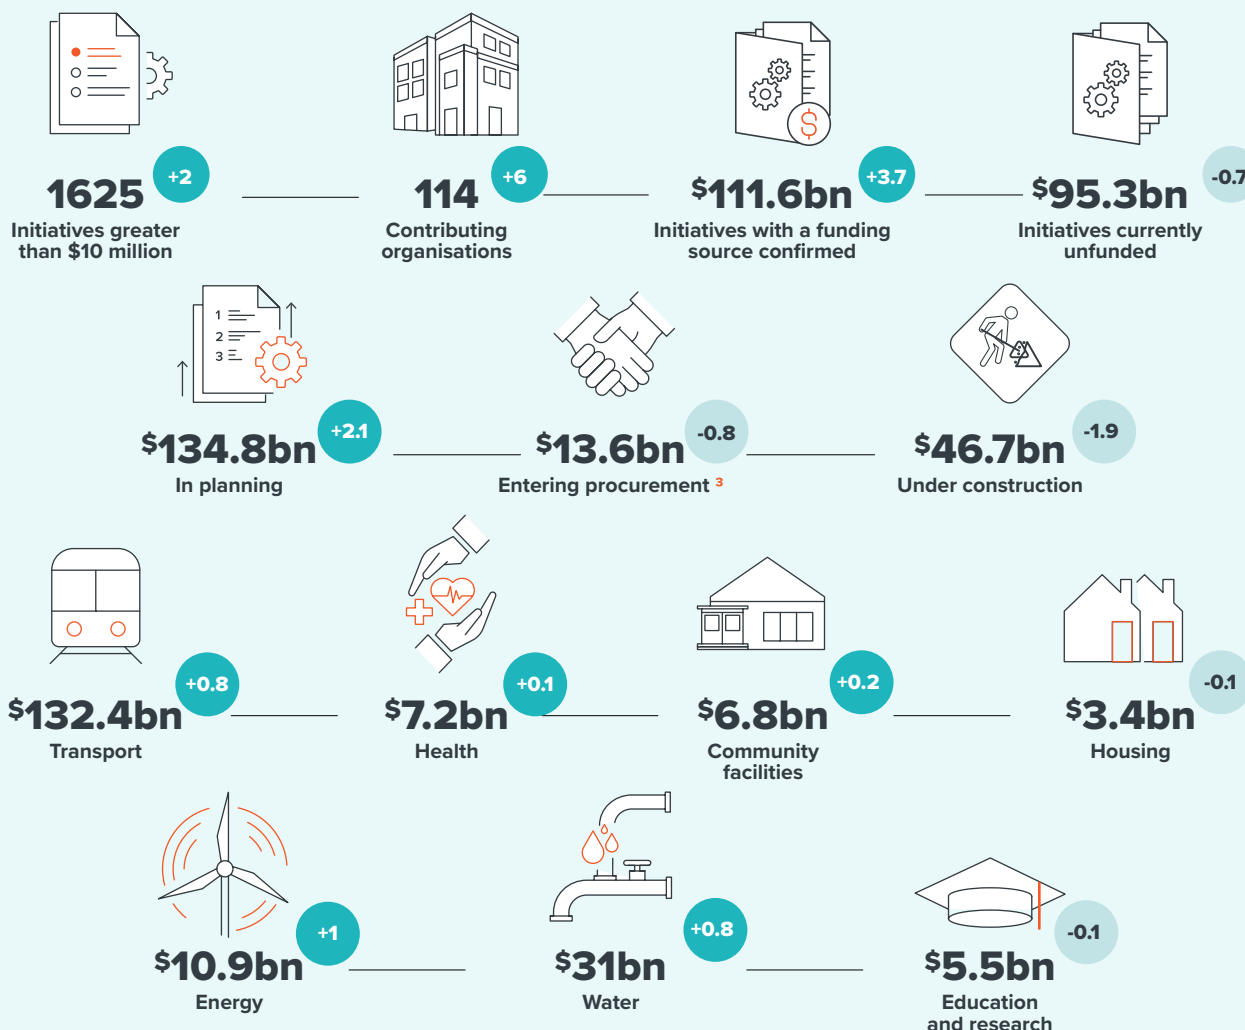 1625
+2
Initiatives greater
than $10 million
114
+6
Contributing
organisations
$111.6bn
+3.7
Initiatives with a funding
source confirmed
$95.3bn
-0.7
Initiatives currently
unfunded
1
2
3
$134.8bn
+2.1
In planning
$13.6bn
-0.8
Entering procurement 3
$46.7bn
-1.9
Under construction
$132.4bn
+0.8
Transport
$7.2bn
+0.1
Health
$6.8bn
+0.2
Community
facilities
$3.4bn
-0.1
Housing
$10.9bn
+1
Energy
$31bn
+0.8
Water
$5.5bn
-0.1
Education
and research